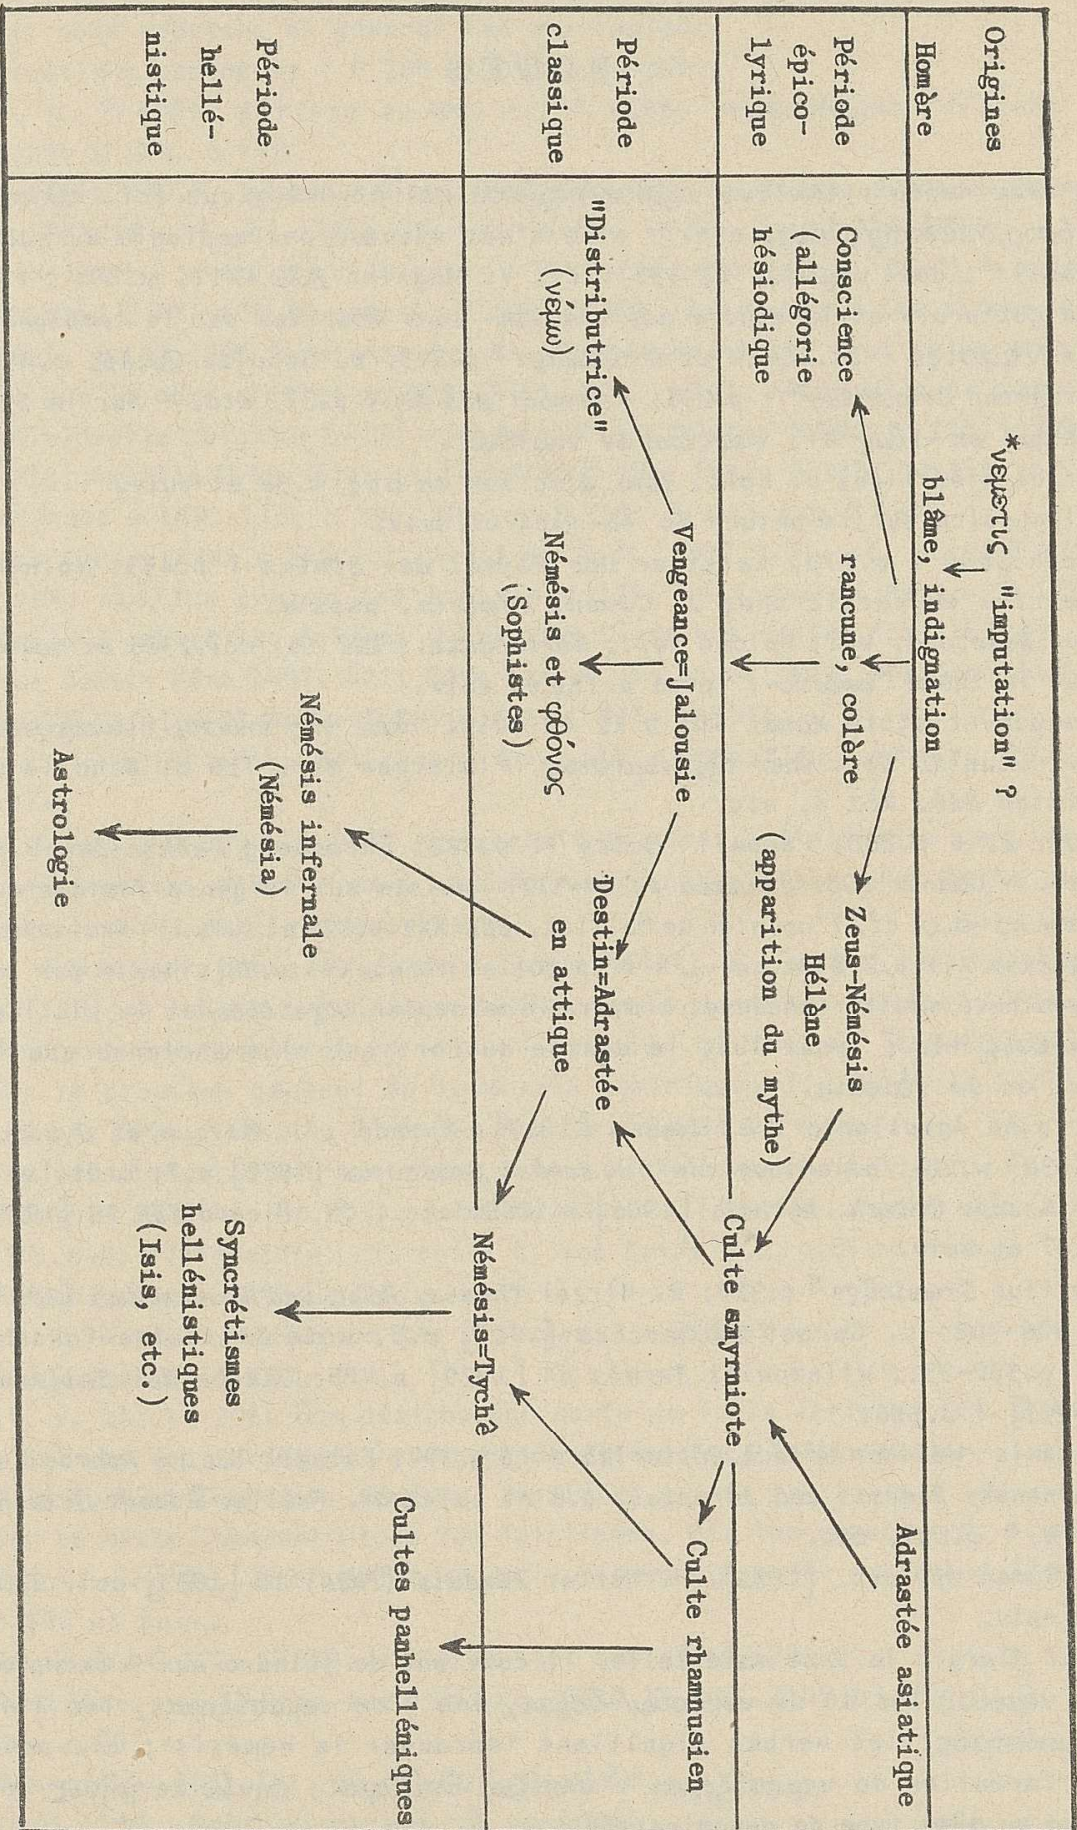 Origines
*νεμετις "imputation" ?
Homère
blâme, indignation
Adrastée asiatique
Période
épico-
lyrique
Conscience
(allégorie
hésiodique
rancune, colère
Zeus-Némésis
Hélène
(apparition du mythe)
Culte smyrniote
Période
classique
Vengeance=Jalousie
Culte rhamnusien
"Distributrice"
(νέμω)
Némésis et φθόνος
(Sophistes)
Destin=Adrastée
en attique
Némésis=Tychê
Période
hellé-
nistique
Cultes panhelléniques
Némésis infernale
(Némésia)
Syncrétismes
hellénistiques
(Isis, etc.)
Astrologie